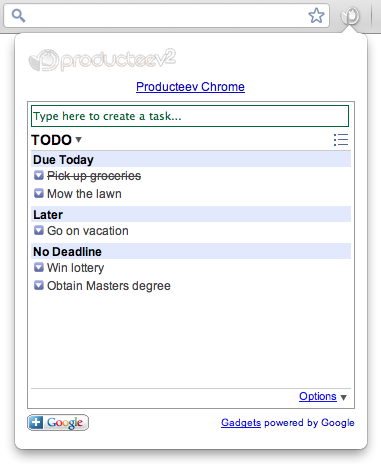 producteev2
Producteev Chrome
Type here to create a task...
TODO
Due Today
Pick up groceries
Mow the lawn
Later
Go on vacation
No Deadline
Win lottery
Obtain Masters degree
Options
Google
Gadgets powered by Google